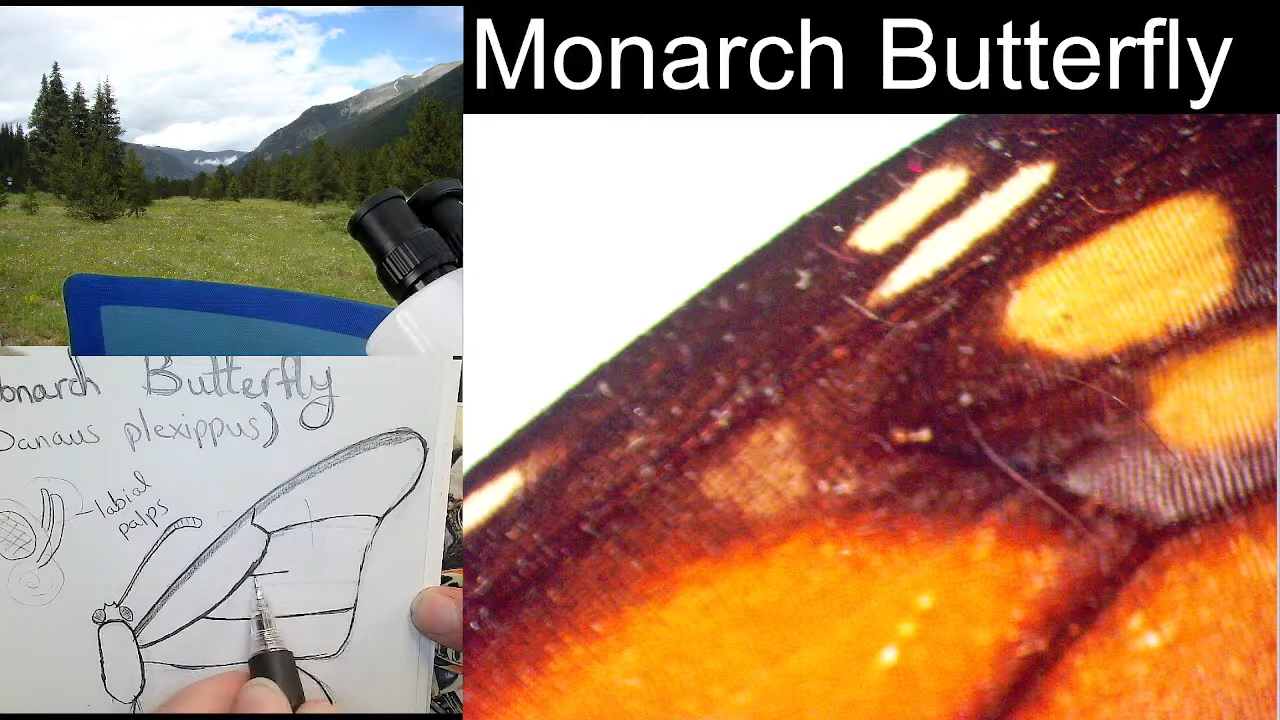 Monarch Butterfly
onarch Butterfly
Danaus plexippus)
labial
palps